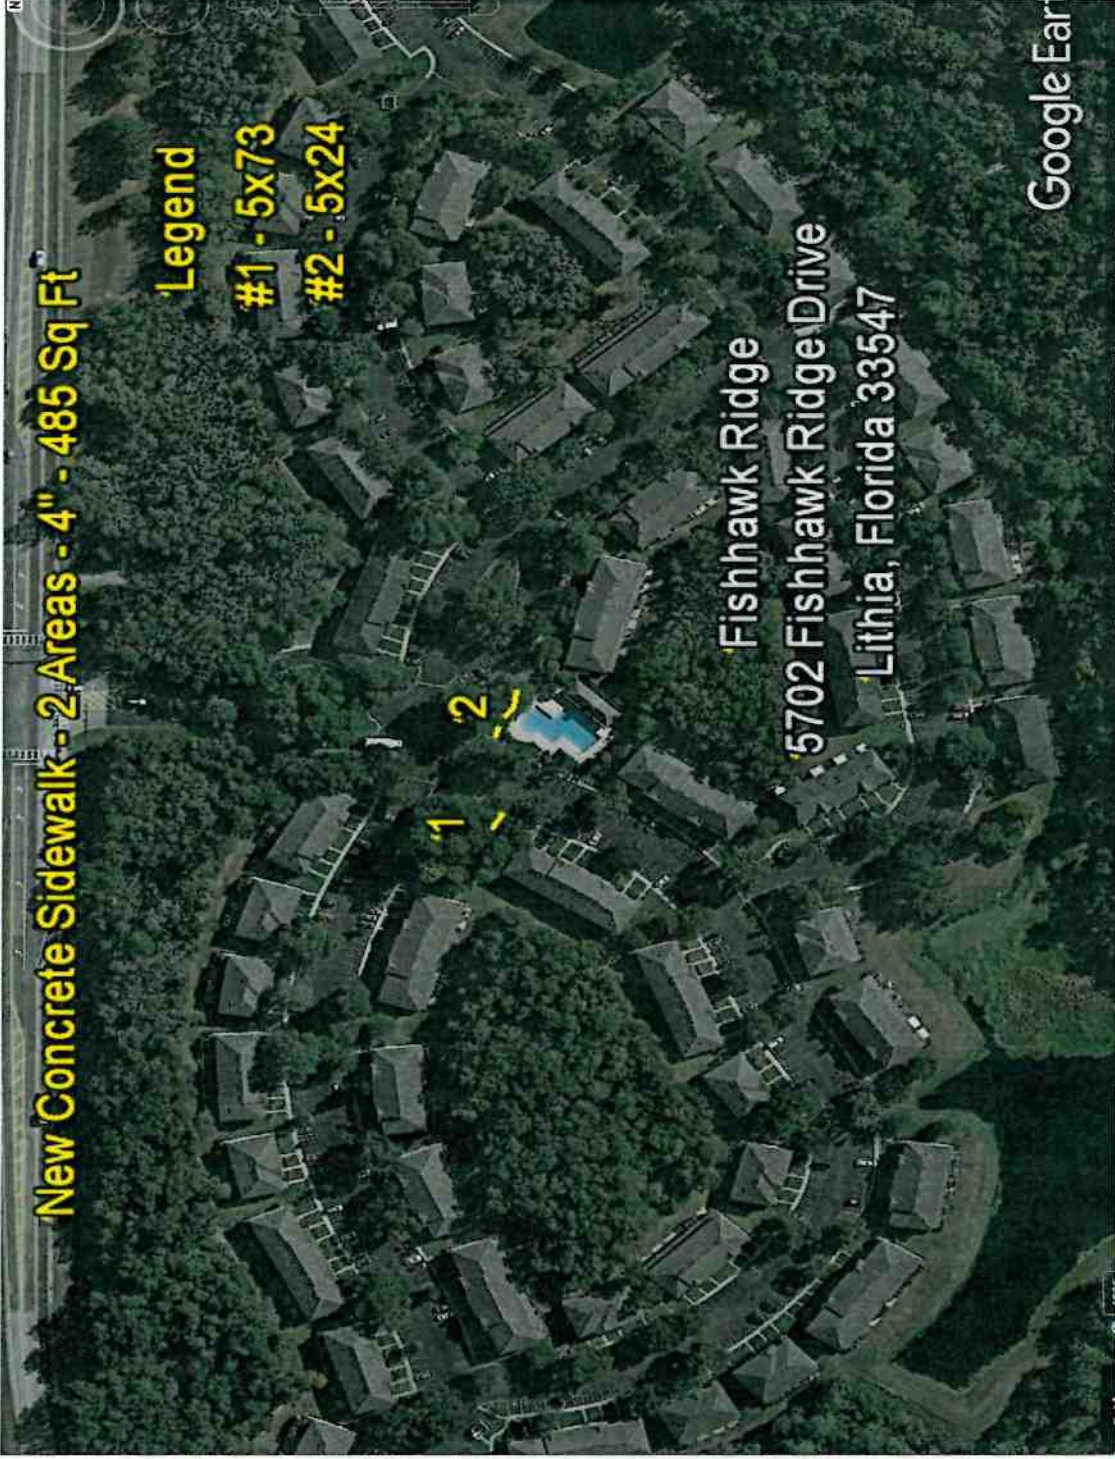 New Concrete Sidewalk - 2 Areas - 4" - 485 Sq Ft
Legend
#1 - 5x73
#2 - 5x24
1
2
Fishhawk Ridge
5702 Fishhawk Ridge Drive
Lithia, Florida 33547
Google Ear
N